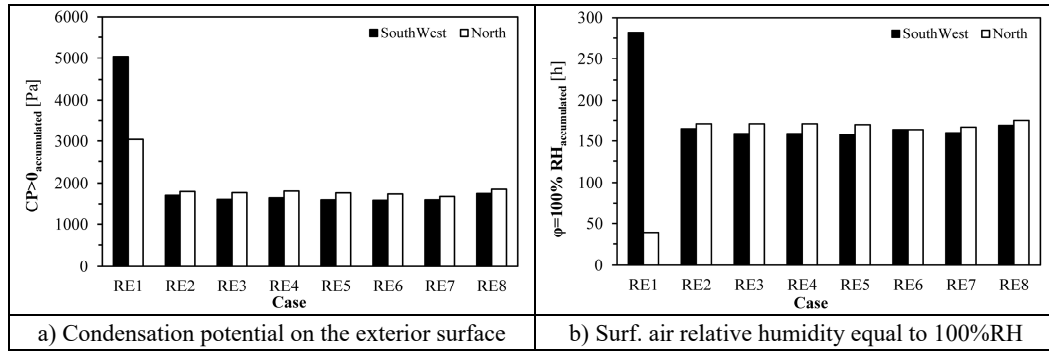 6000
5000
4000
3000
2000
1000
0
CP>0accumulated [Pa]
SouthWest North
RE1 RE2 RE3 RE4 RE5 RE6 RE7 RE8
Case
a) Condensation potential on the exterior surface
300
250
200
150
100
50
0
φ=100% RHaccumulated [h]
SouthWest North
RE1 RE2 RE3 RE4 RE5 RE6 RE7 RE8
Case
b) Surf. air relative humidity equal to 100%RH